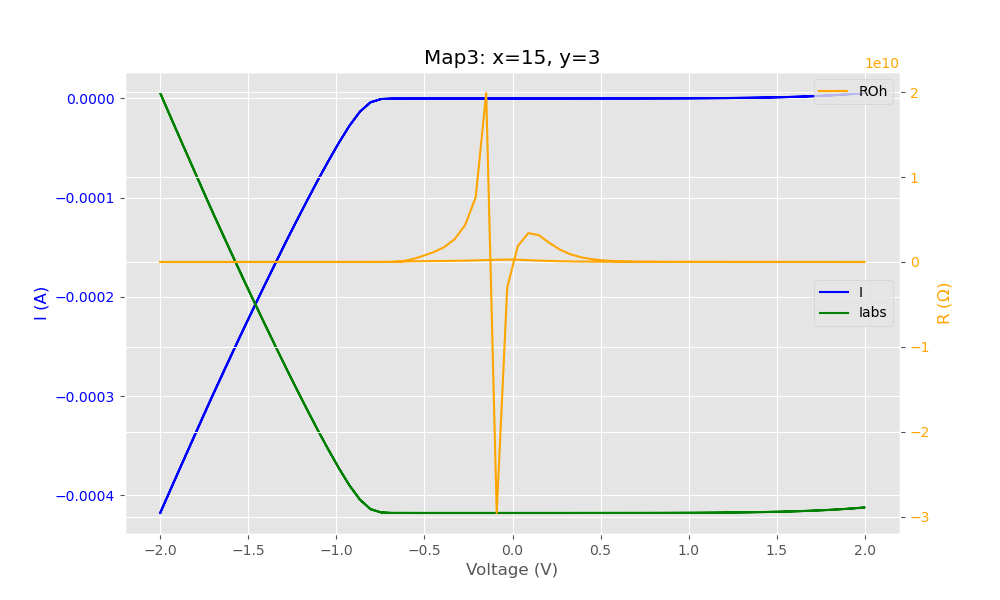 Map3: x=15, y=3
1e10
0.0000
−0.0001
−0.0002
−0.0003
−0.0004
I (A)
2
1
0
−1
−2
−3
R (Ω)
ROh
I
Iabs
−2.0
−1.5
−1.0
−0.5
0.0
0.5
1.0
1.5
2.0
Voltage (V)